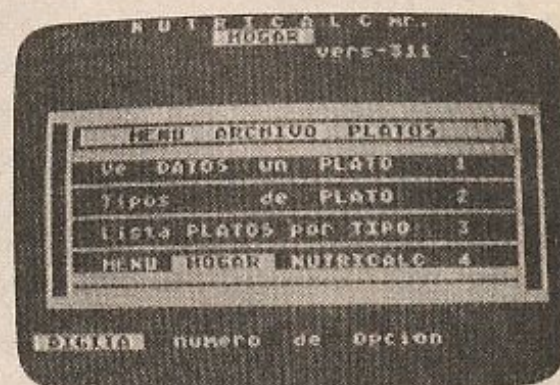 NUTRICALC MR.
HOGAR
vers-311
MENU ARCHIVO PLATOS
Ve DATOS un PLATO 1
Tipos de PLATO 2
Lista PLATOS por TIPO 3
MENU HOGAR NUTRICALC 4
DIGITA numero de Opcion